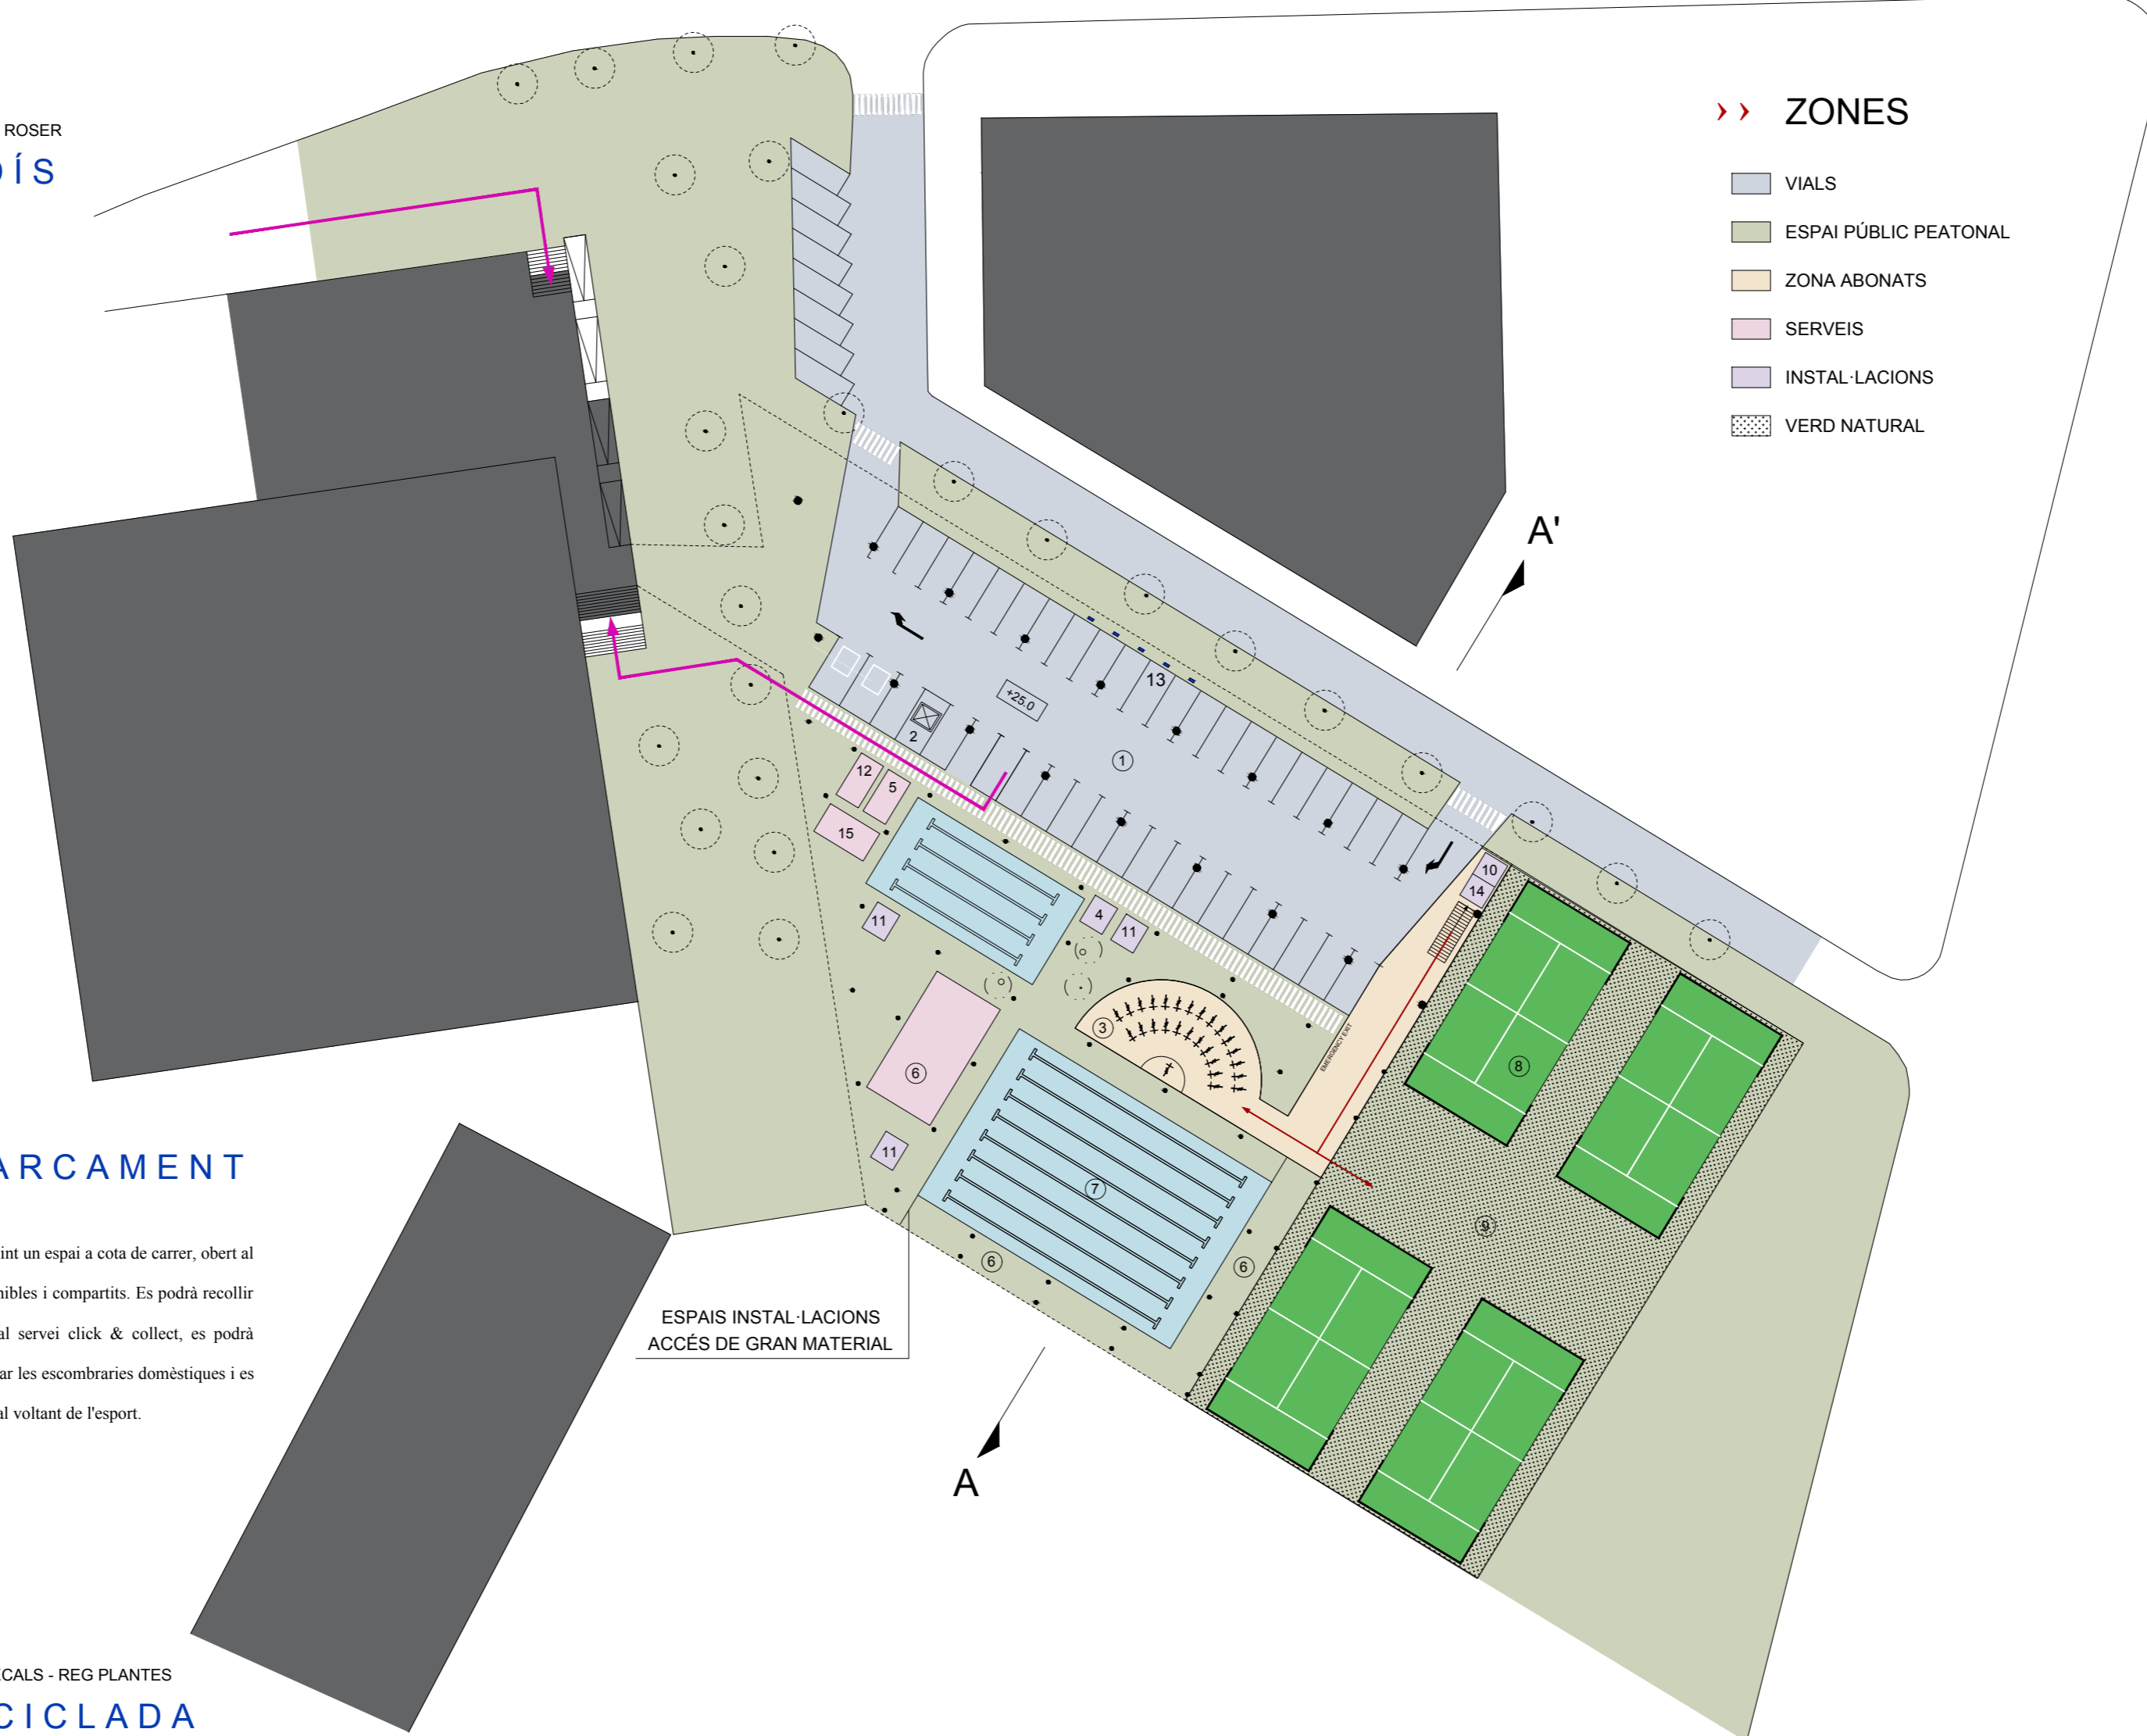 ROSER
DÍS
ZONES
VIALS
ESPAI PÚBLIC PEATONAL
ZONA ABONATS
SERVEIS
INSTAL·LACIONS
VERD NATURAL
A'
13
+25.0
2
1
12
5
15
10
14
11
4
11
3
EMERGENCY EXIT
6
8
11
7
9
6
6
ARCAMENT
int un espai a cota de carrer, obert al
nibles i compartits. Es podrà recollir
al servei click & collect, es podrà
ar les escombraries domèstiques i es
al voltant de l'esport.
ESPAIS INSTAL·LACIONS
ACCÉS DE GRAN MATERIAL
A
CALS - REG PLANTES
CICLADA